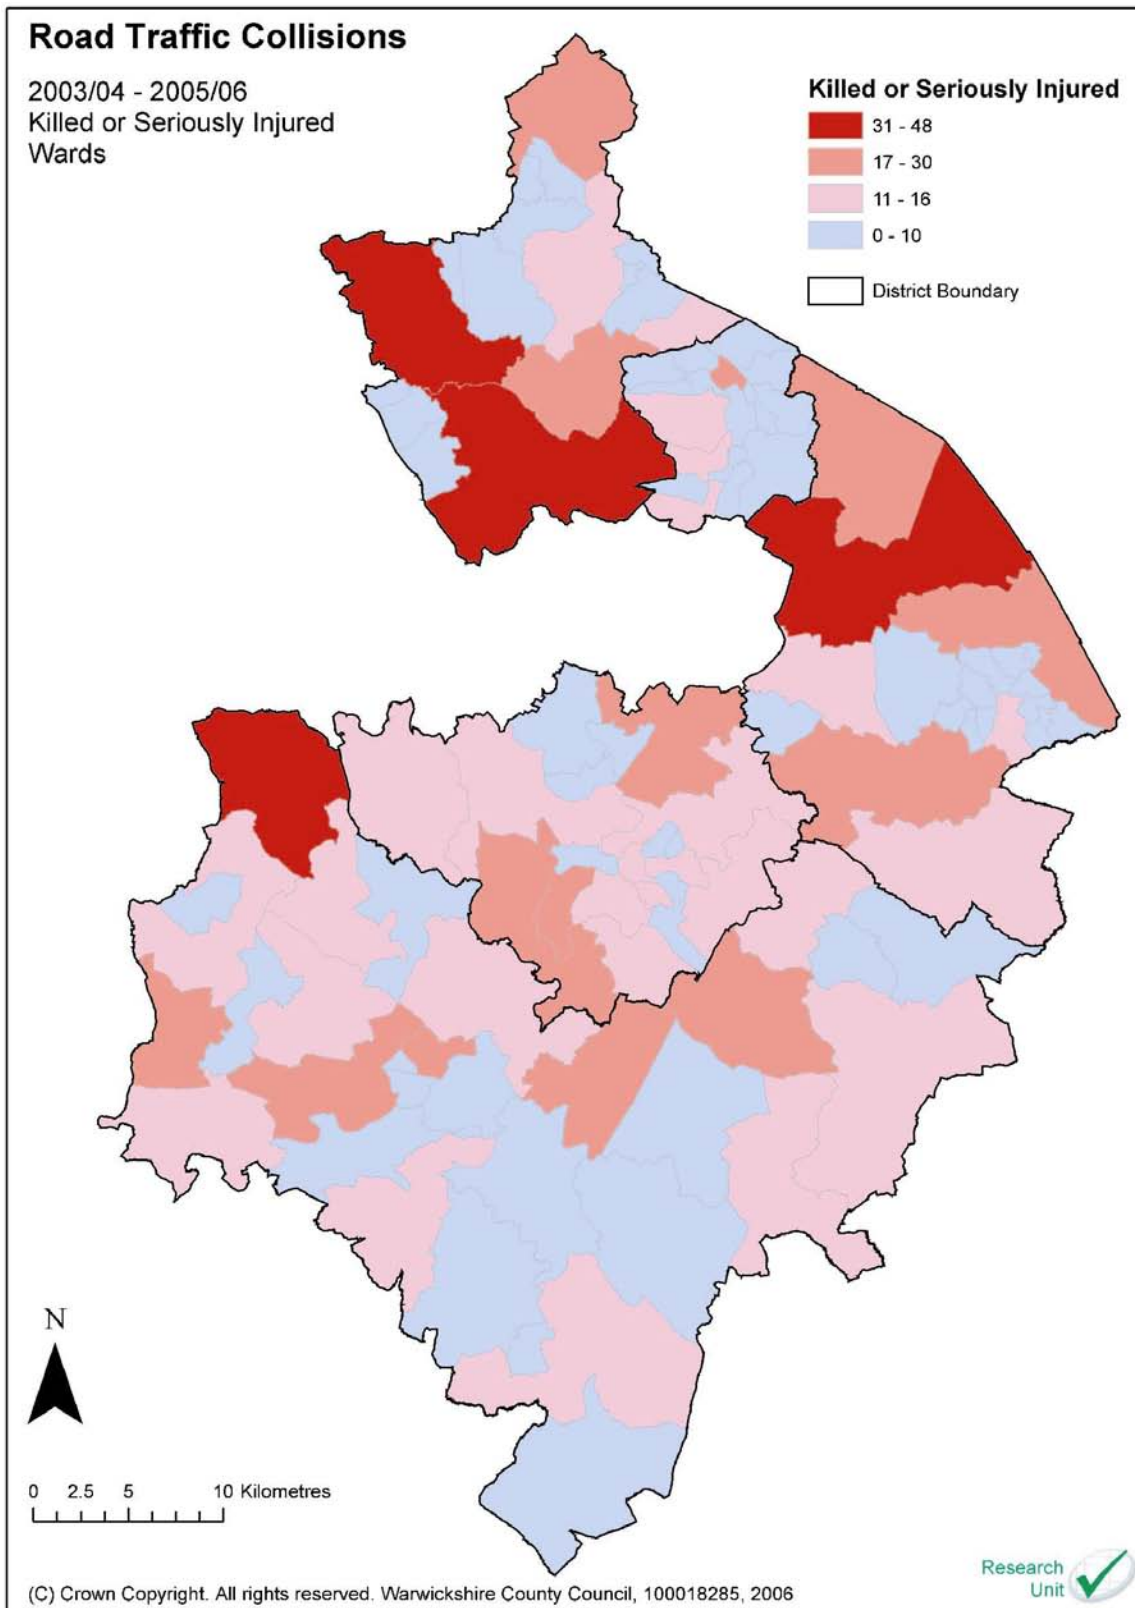 Road Traffic Collisions
2003/04 - 2005/06
Killed or Seriously Injured
Wards
Killed or Seriously Injured
31 - 48
17 - 30
11 - 16
0 - 10
District Boundary
N
0 2.5 5 10 Kilometres
(C) Crown Copyright. All rights reserved. Warwickshire County Council, 100018285, 2006
Research
Unit